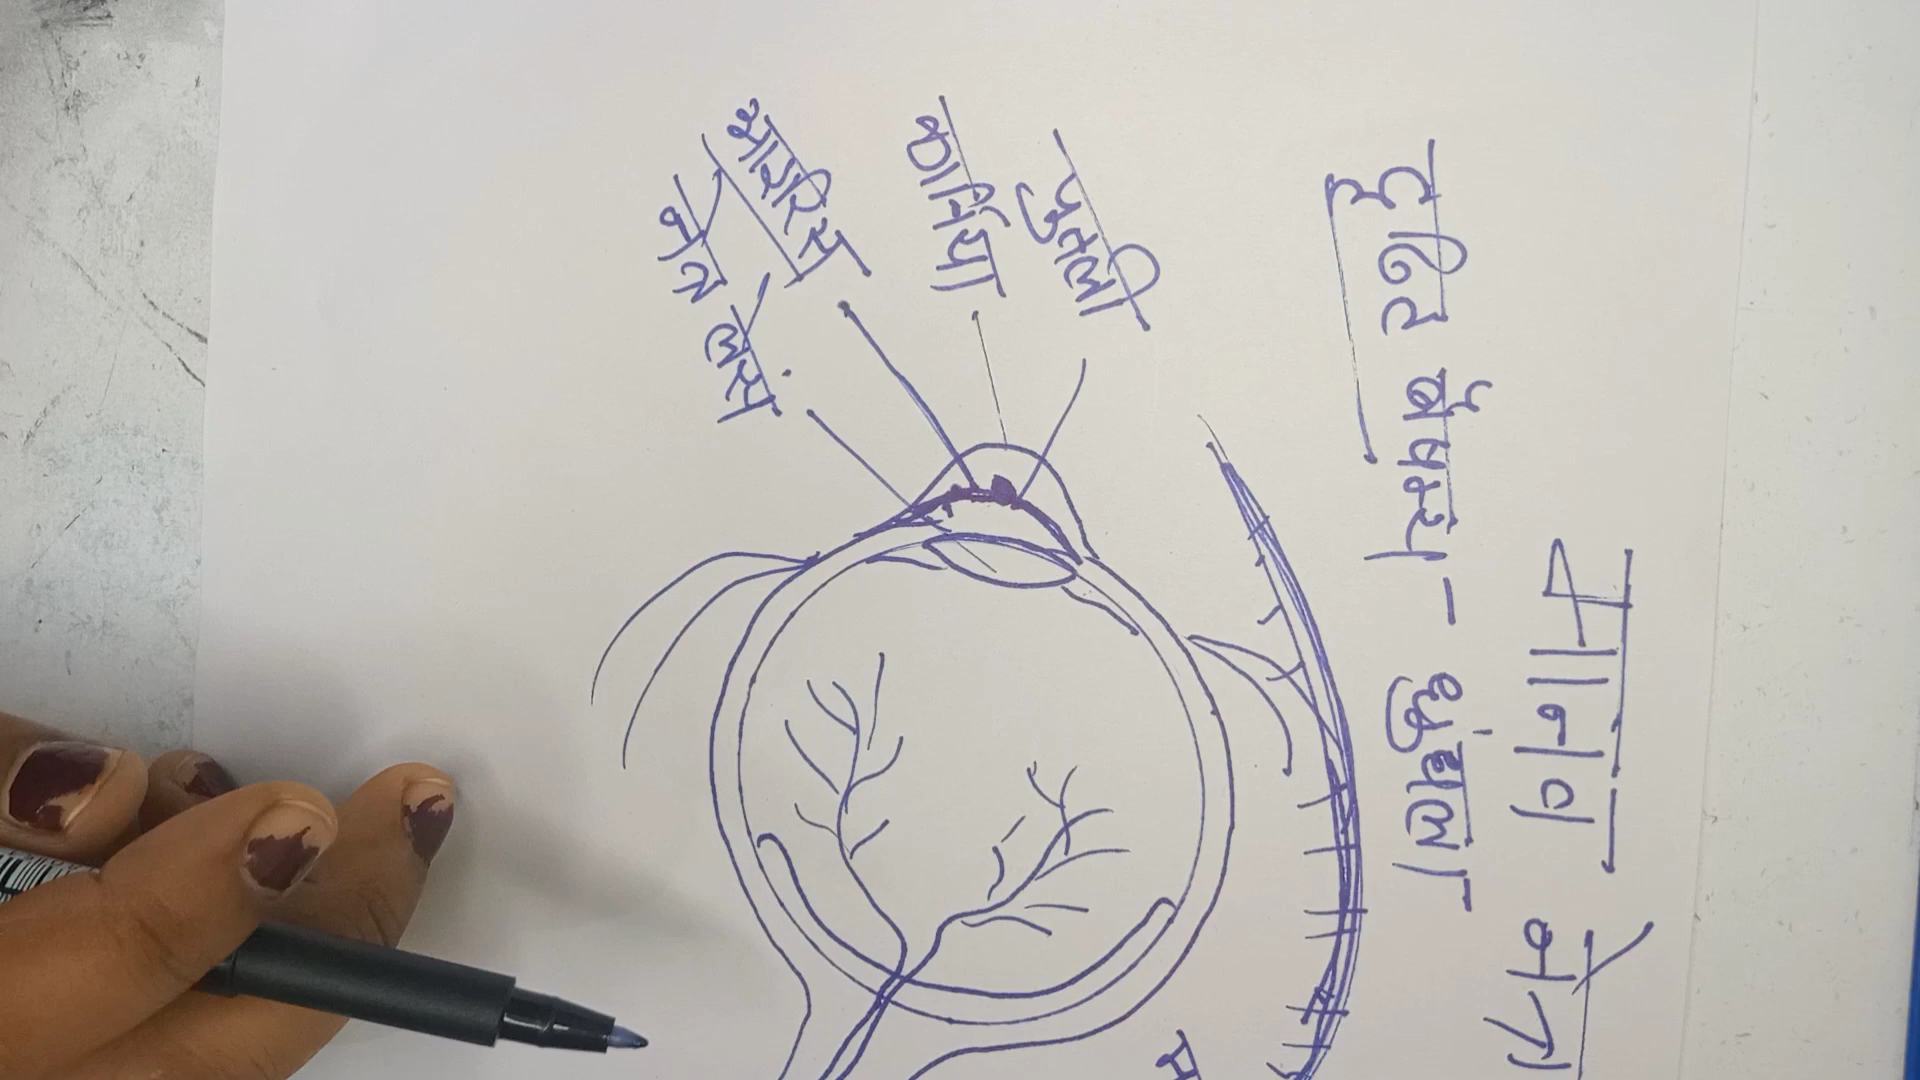 मानव नेत्र
दृष्टि पटल - धुंधला
पुतली
कार्निया
आइरिस
नेत्र लेंस